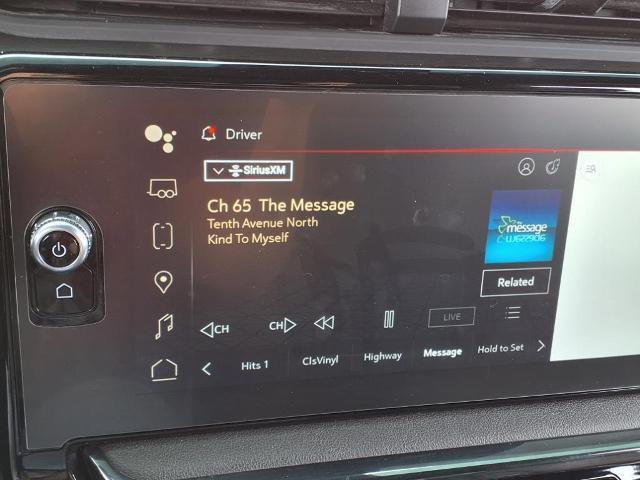 Driver
SiriusXM
Ch 65 The Message
Tenth Avenue North
Kind To Myself
the message
Related
CH
CH
LIVE
Hits 1
ClsVinyl
Highway
Message
Hold to Set